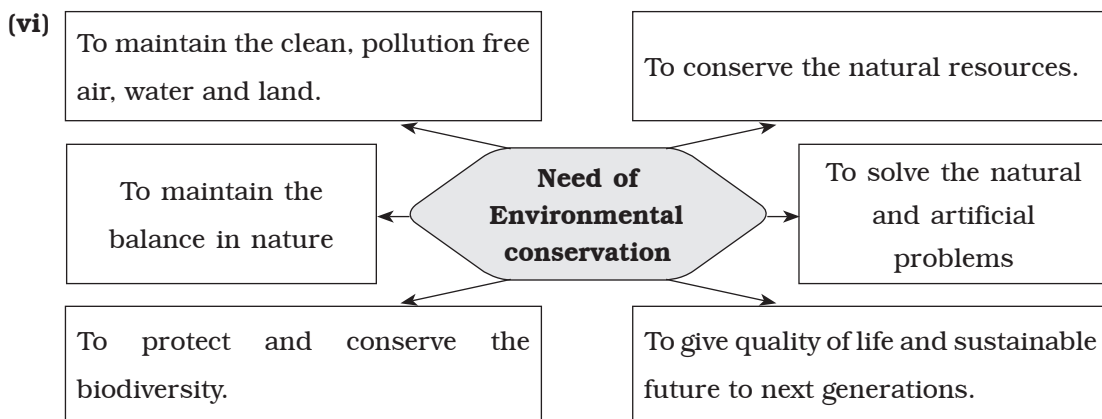 (vi)
To maintain the clean, pollution free
air, water and land.
To conserve the natural resources.
To maintain the
balance in nature
Need of
Environmental
conservation
To solve the natural
and artificial
problems
To protect and conserve the
biodiversity.
To give quality of life and sustainable
future to next generations.